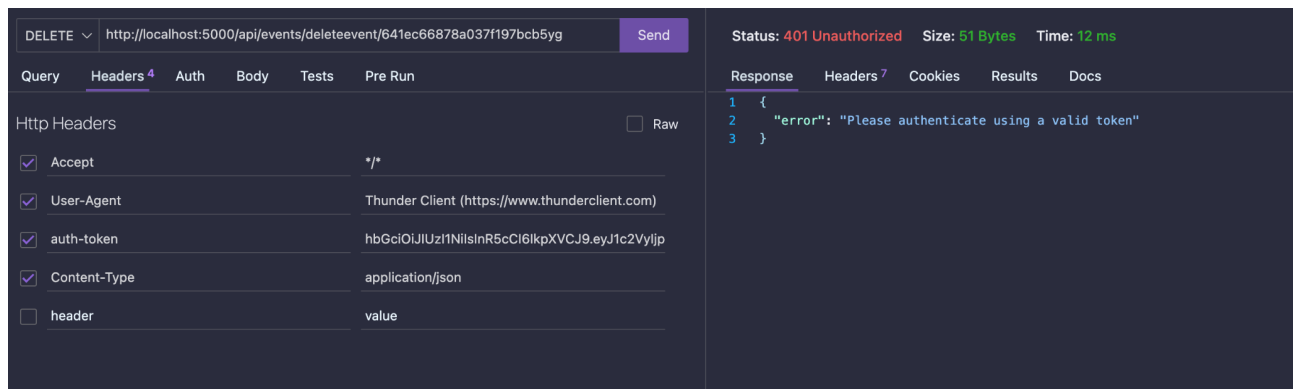 DELETE http://localhost:5000/api/events/deleteevent/641ec66878a037f197bcb5yg Send
Query Headers 4 Auth Body Tests Pre Run
Http Headers Raw
Accept */*
User-Agent Thunder Client (https://www.thunderclient.com)
auth-token hbGciOiJIUzI1NiIsInR5cCI6IkpXVCJ9.eyJ1c2VyIjp
Content-Type application/json
header value
Status: 401 Unauthorized Size: 51 Bytes Time: 12 ms
Response Headers 7 Cookies Results Docs
1 {
2 "error": "Please authenticate using a valid token"
3 }